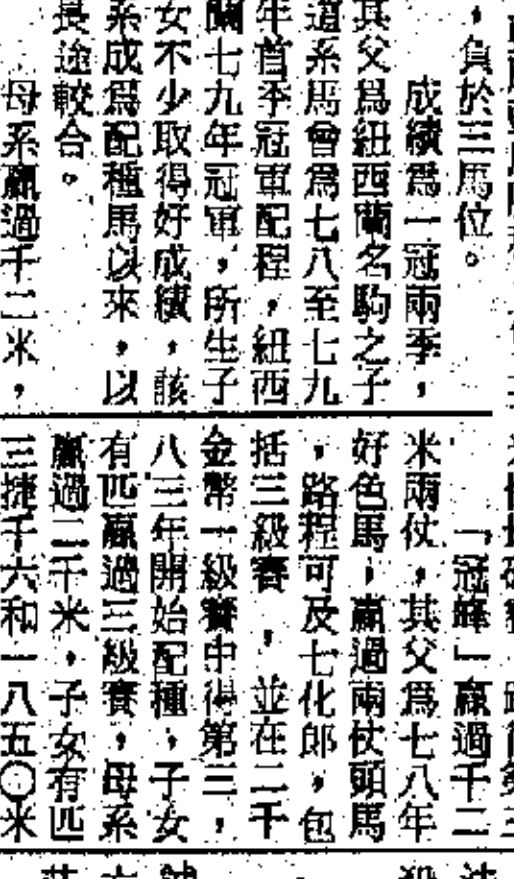 ，負於三馬位。
成績爲一冠兩季，
其父爲紐西蘭名駒之子
道系馬曾爲七八至七九
年首季冠軍配程，紐西
蘭七九年冠軍，所生子
女不少取得好成績，該
系成爲配種馬以來，以
長途較合。
母系贏過千二米，
「冠峰」贏過千二
米兩仗，其父爲七八年
好色馬，贏過兩仗頭馬
，路程可及七化郎，包
括三級賽，並在二千
金幣一級賽中得第三，
八三年開始配種，子女
有匹贏過三級賽，母系
贏過二千米，子女有匹
三捷千六和一八五〇米